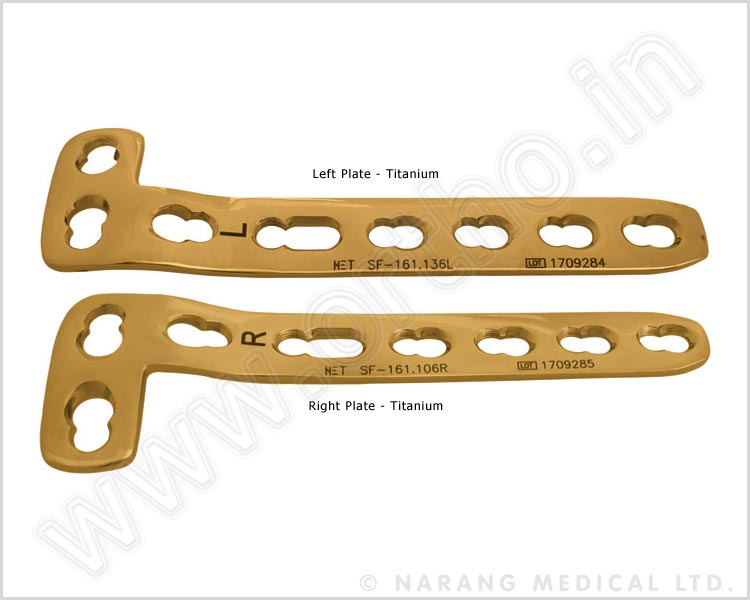 Left Plate - Titanium
L
NET SF-161.136L LOT 1709284
R
NET SF-161.106R LOT 1709285
Right Plate - Titanium
www.ortho.in
© NARANG MEDICAL LTD.